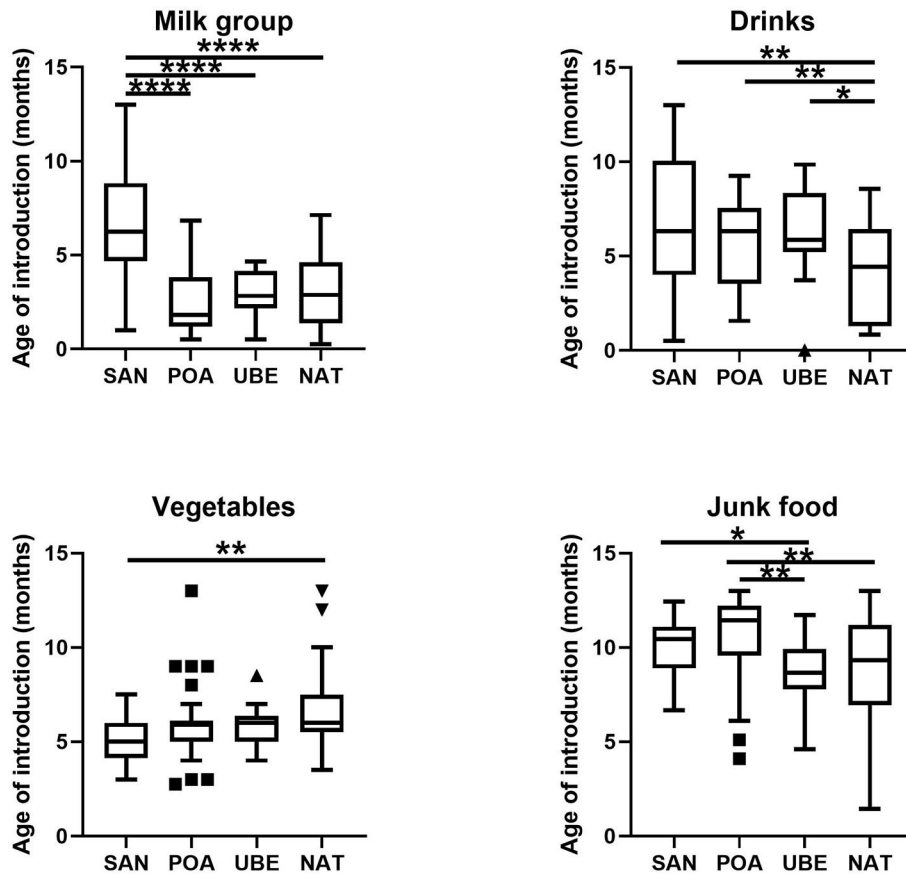 Milk group
Age of introduction (months)
15
10
5
0
****
****
****
SAN POA UBE NAT
Drinks
Age of introduction (months)
15
10
5
0
**
**
*
SAN POA UBE NAT
Vegetables
Age of introduction (months)
15
10
5
0
**
SAN POA UBE NAT
Junk food
Age of introduction (months)
15
10
5
0
*
**
**
SAN POA UBE NAT